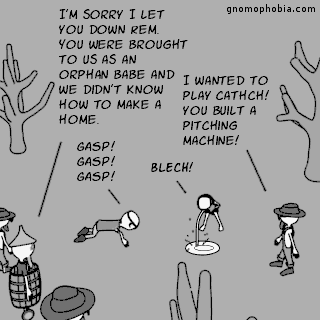 gnomophobia.com
I'M SORRY I LET
YOU DOWN REM.
YOU WERE BROUGHT
TO US AS AN
ORPHAN BABE AND
WE DIDN'T KNOW
HOW TO MAKE A
HOME.
I WANTED TO
PLAY CATHCH!
YOU BUILT A
PITCHING
MACHINE!
GASP!
GASP!
GASP!
BLECH!